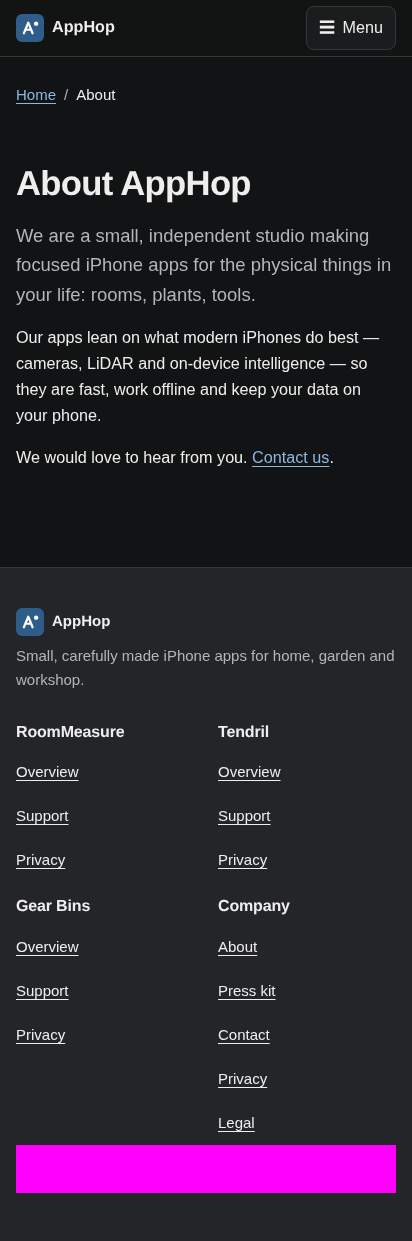 AppHop
☰ Menu
Home / About
About AppHop
We are a small, independent studio making
focused iPhone apps for the physical things in
your life: rooms, plants, tools.
Our apps lean on what modern iPhones do best —
cameras, LiDAR and on-device intelligence — so
they are fast, work offline and keep your data on
your phone.
We would love to hear from you. Contact us.
AppHop
Small, carefully made iPhone apps for home, garden and
workshop.
RoomMeasure
Overview
Support
Privacy
Tendril
Overview
Support
Privacy
Gear Bins
Overview
Support
Privacy
Company
About
Press kit
Contact
Privacy
Legal